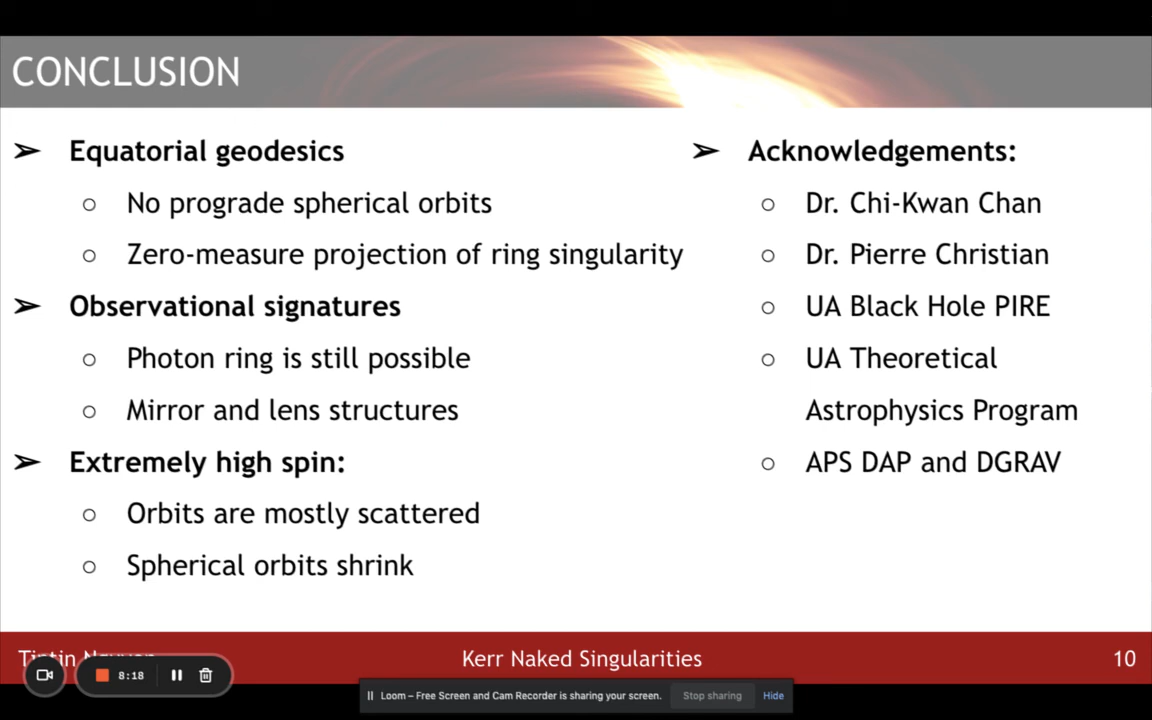 CONCLUSION
➢ Equatorial geodesics
○ No prograde spherical orbits
○ Zero-measure projection of ring singularity
➢ Observational signatures
○ Photon ring is still possible
○ Mirror and lens structures
➢ Extremely high spin:
○ Orbits are mostly scattered
○ Spherical orbits shrink
➢ Acknowledgements:
○ Dr. Chi-Kwan Chan
○ Dr. Pierre Christian
○ UA Black Hole PIRE
○ UA Theoretical
Astrophysics Program
○ APS DAP and DGRAV
Kerr Naked Singularities
10
8:18
Loom – Free Screen and Cam Recorder is sharing your screen.
Stop sharing
Hide